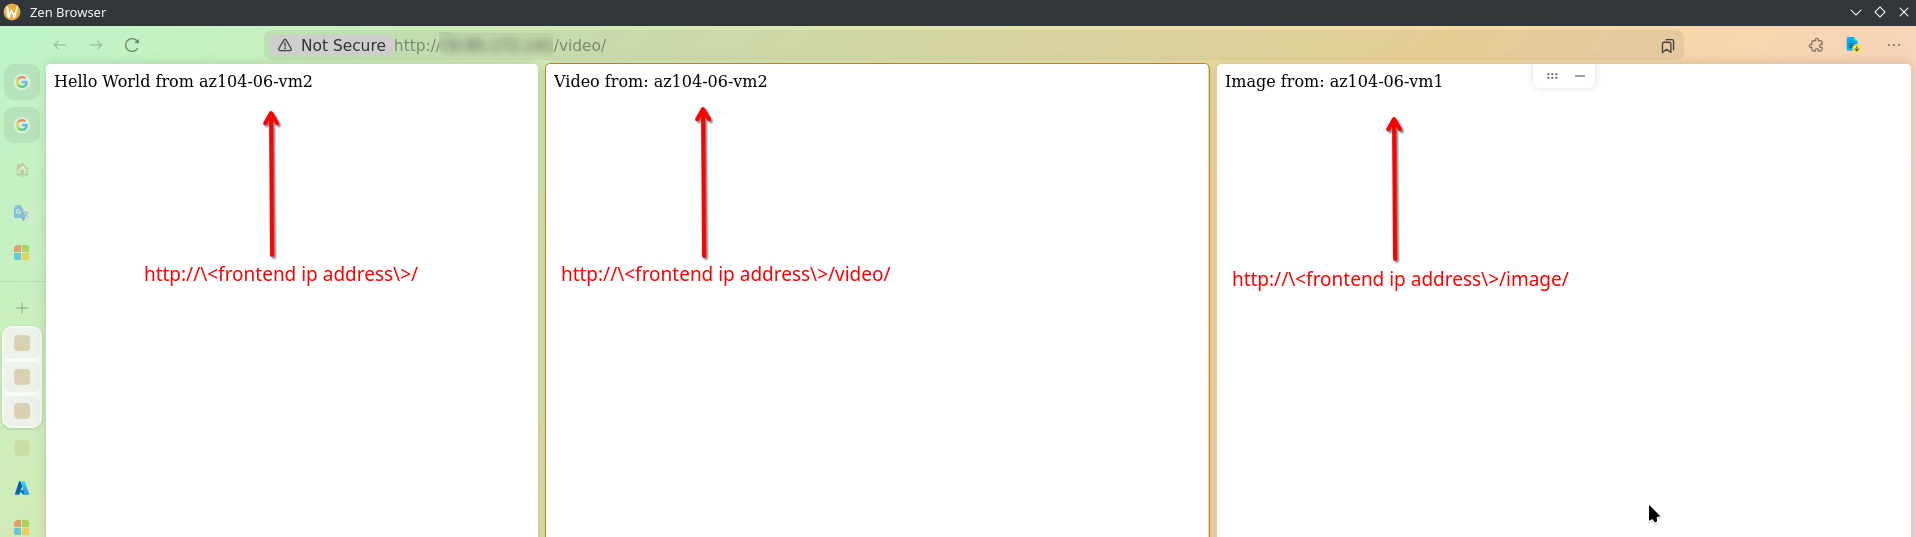 Zen Browser
Not Secure http:// /video/
Hello World from az104-06-vm2
Video from: az104-06-vm2
Image from: az104-06-vm1
http://\<frontend ip address\>/
http://\<frontend ip address\>/video/
http://\<frontend ip address\>/image/